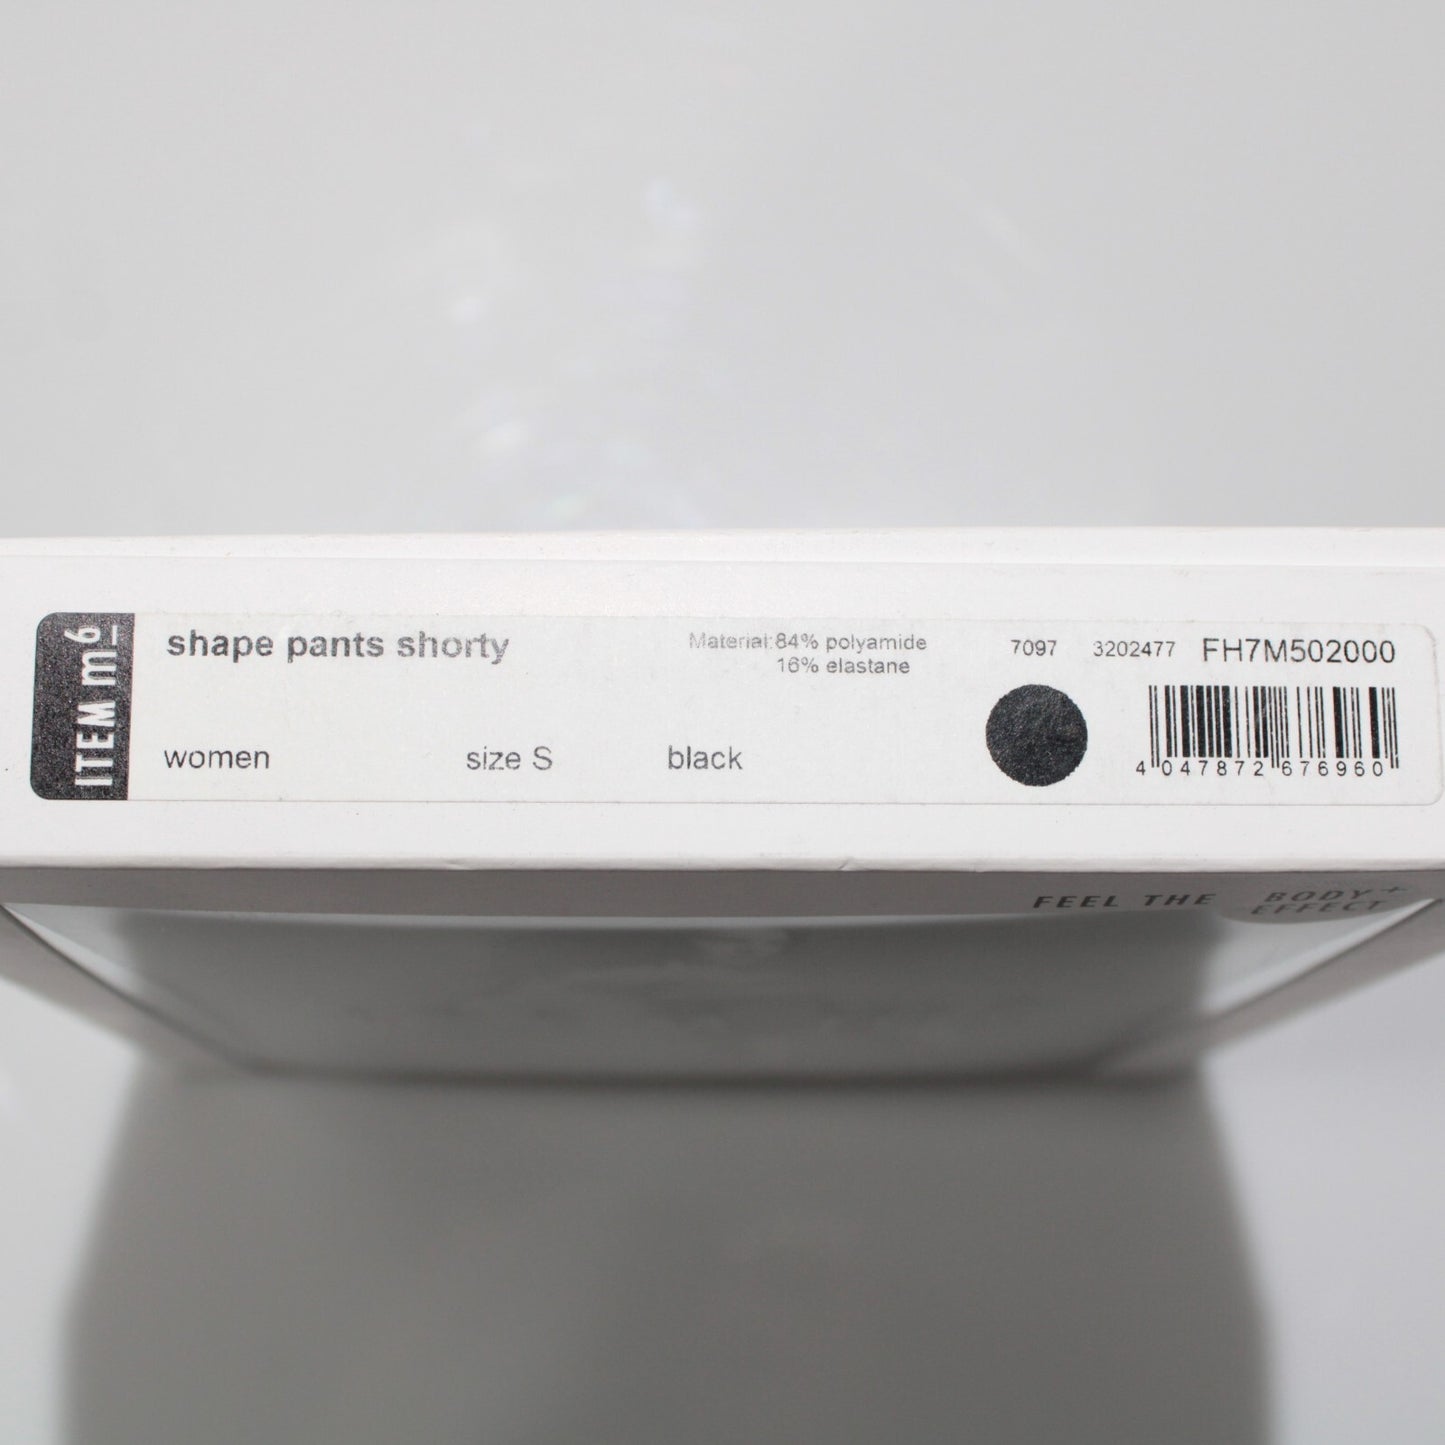 ITEM m6
shape pants shorty
Material:84% polyamide
16% elastane
7097 3202477 FH7M502000
women size S black
4 047872 676960
FEEL THE BODY+
EFFECT